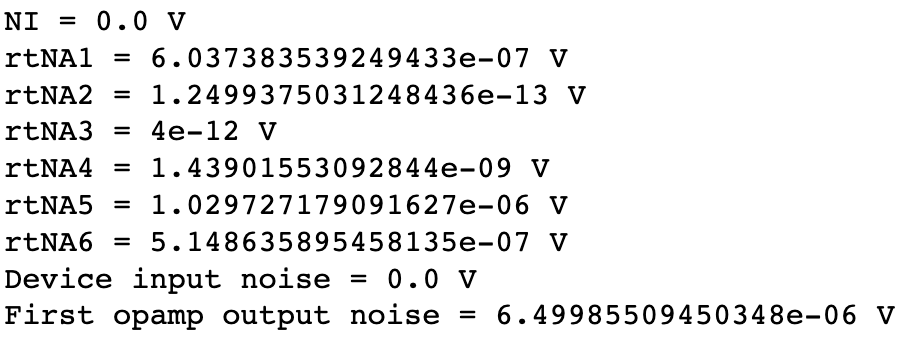 NI = 0.0 V
rtNA1 = 6.037383539249433e-07 V
rtNA2 = 1.2499375031248436e-13 V
rtNA3 = 4e-12 V
rtNA4 = 1.43901553092844e-09 V
rtNA5 = 1.029727179091627e-06 V
rtNA6 = 5.148635895458135e-07 V
Device input noise = 0.0 V
First opamp output noise = 6.49985509450348e-06 V